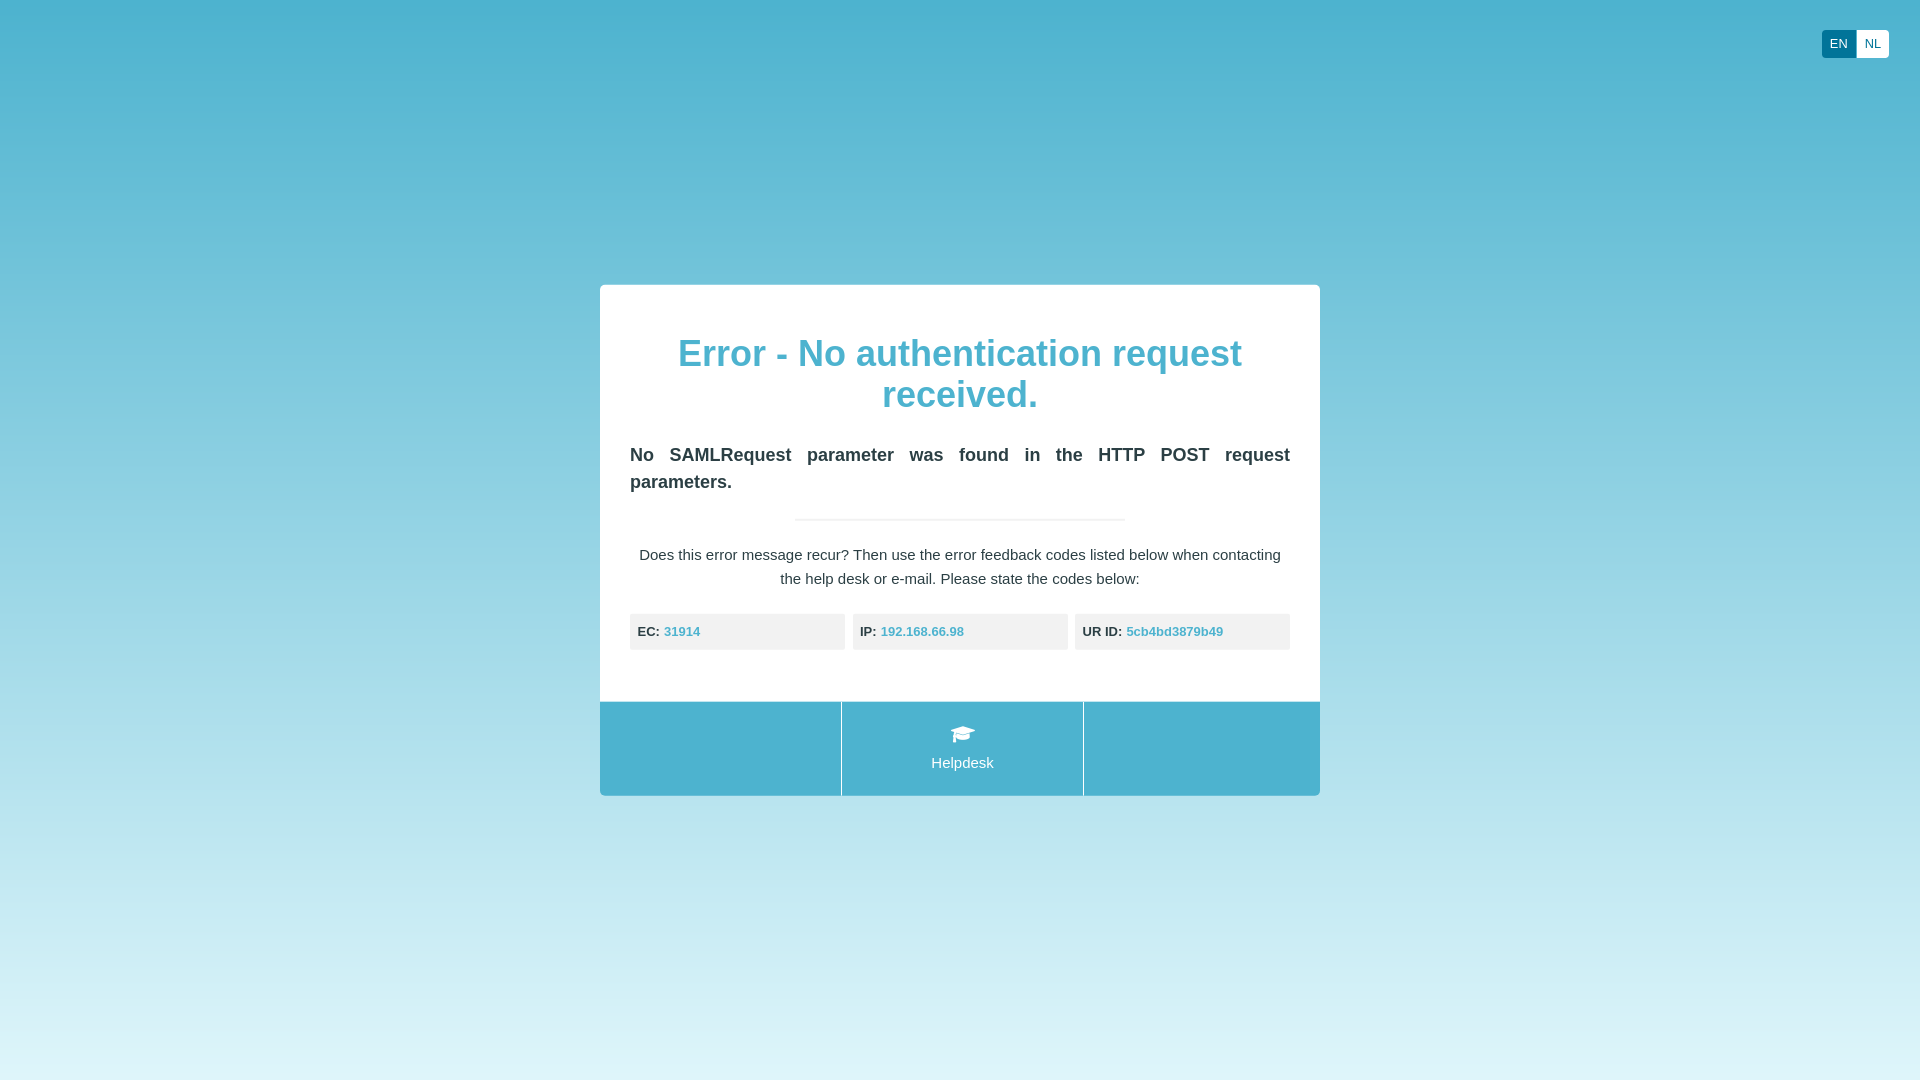 EN NL
Error - No authentication request
received.
No SAMLRequest parameter was found in the HTTP POST request
parameters.
Does this error message recur? Then use the error feedback codes listed below when contacting
the help desk or e-mail. Please state the codes below:
EC: 31914 IP: 192.168.66.98 UR ID: 5cb4bd3879b49
Helpdesk